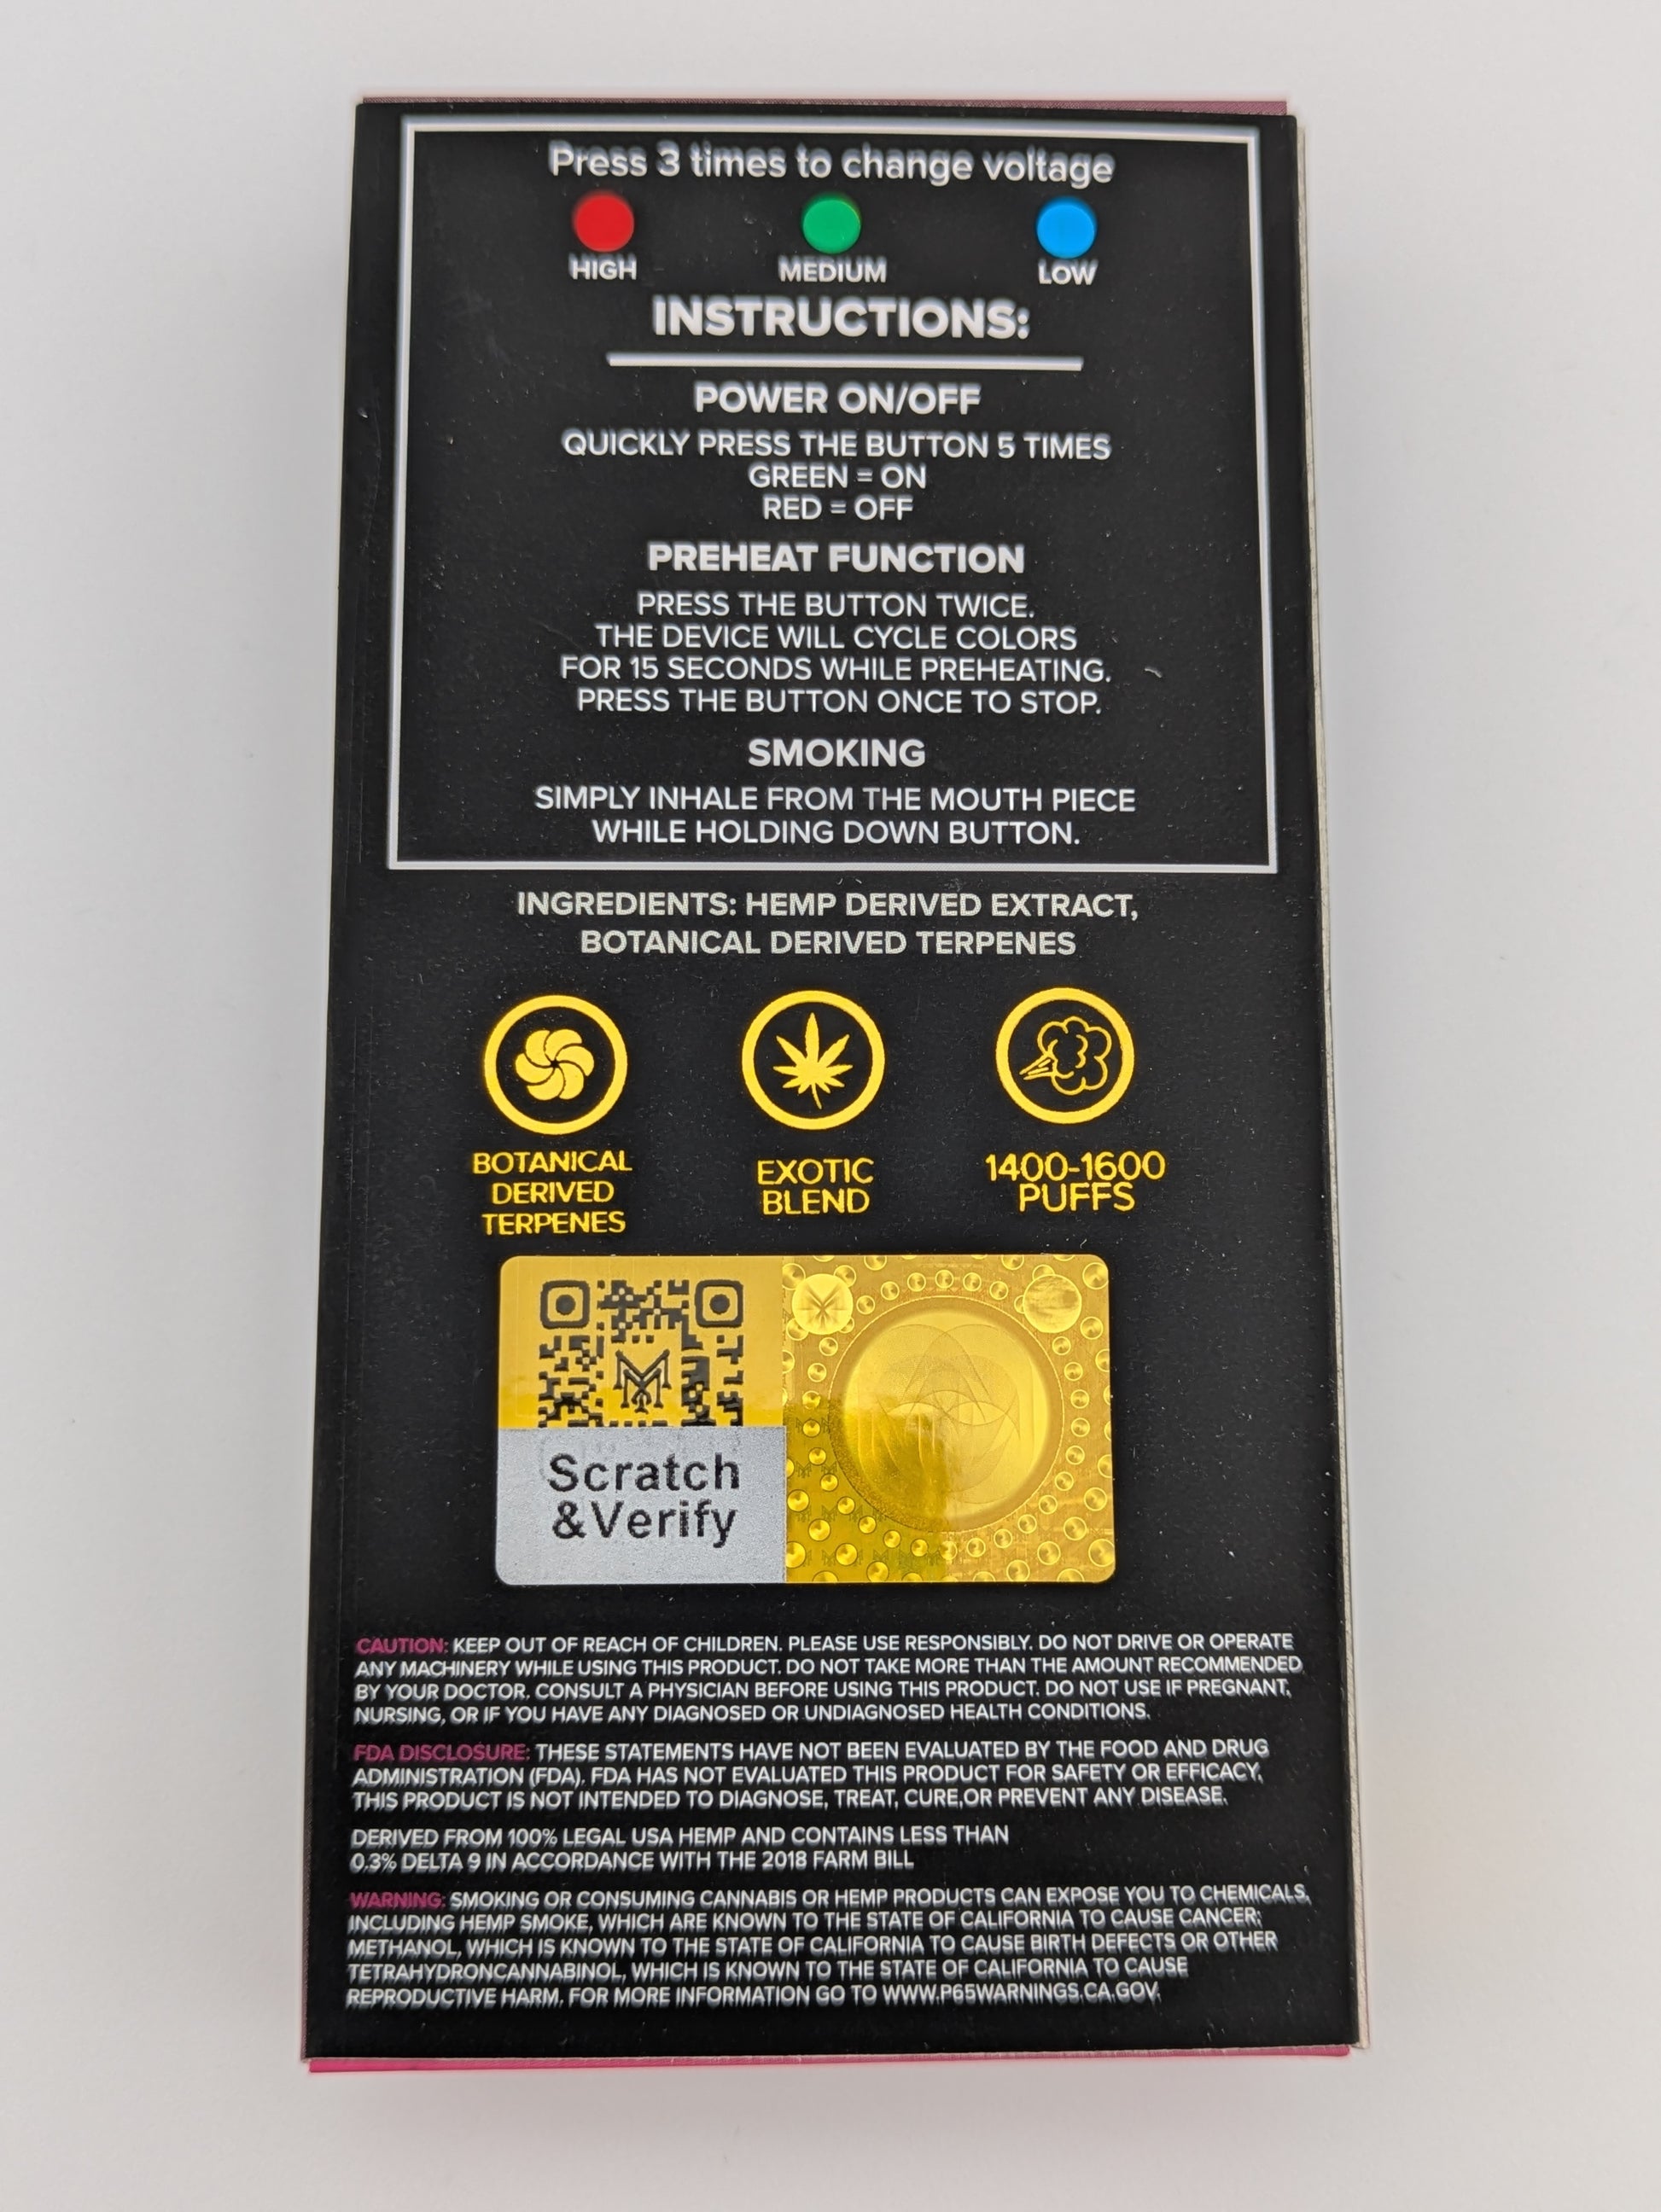 Press 3 times to change voltage
HIGH MEDIUM LOW
INSTRUCTIONS:
POWER ON/OFF
QUICKLY PRESS THE BUTTON 5 TIMES
GREEN = ON
RED = OFF
PREHEAT FUNCTION
PRESS THE BUTTON TWICE.
THE DEVICE WILL CYCLE COLORS
FOR 15 SECONDS WHILE PREHEATING.
PRESS THE BUTTON ONCE TO STOP.
SMOKING
SIMPLY INHALE FROM THE MOUTH PIECE
WHILE HOLDING DOWN BUTTON.
INGREDIENTS: HEMP DERIVED EXTRACT,
BOTANICAL DERIVED TERPENES
BOTANICAL
DERIVED
TERPENES
EXOTIC
BLEND
1400-1600
PUFFS
Scratch
&Verify
CAUTION: KEEP OUT OF REACH OF CHILDREN. PLEASE USE RESPONSIBLY. DO NOT DRIVE OR OPERATE
ANY MACHINERY WHILE USING THIS PRODUCT. DO NOT TAKE MORE THAN THE AMOUNT RECOMMENDED
BY YOUR DOCTOR. CONSULT A PHYSICIAN BEFORE USING THIS PRODUCT. DO NOT USE IF PREGNANT,
NURSING, OR IF YOU HAVE ANY DIAGNOSED OR UNDIAGNOSED HEALTH CONDITIONS.
FDA DISCLOSURE: THESE STATEMENTS HAVE NOT BEEN EVALUATED BY THE FOOD AND DRUG
ADMINISTRATION (FDA). FDA HAS NOT EVALUATED THIS PRODUCT FOR SAFETY OR EFFICACY,
THIS PRODUCT IS NOT INTENDED TO DIAGNOSE, TREAT, CURE,OR PREVENT ANY DISEASE.
DERIVED FROM 100% LEGAL USA HEMP AND CONTAINS LESS THAN
0.3% DELTA 9 IN ACCORDANCE WITH THE 2018 FARM BILL
WARNING: SMOKING OR CONSUMING CANNABIS OR HEMP PRODUCTS CAN EXPOSE YOU TO CHEMICALS,
INCLUDING HEMP SMOKE, WHICH ARE KNOWN TO THE STATE OF CALIFORNIA TO CAUSE CANCER;
METHANOL, WHICH IS KNOWN TO THE STATE OF CALIFORNIA TO CAUSE BIRTH DEFECTS OR OTHER
TETRAHYDRONCANNABINOL, WHICH IS KNOWN TO THE STATE OF CALIFORNIA TO CAUSE
REPRODUCTIVE HARM. FOR MORE INFORMATION GO TO WWW.P65WARNINGS.CA.GOV.